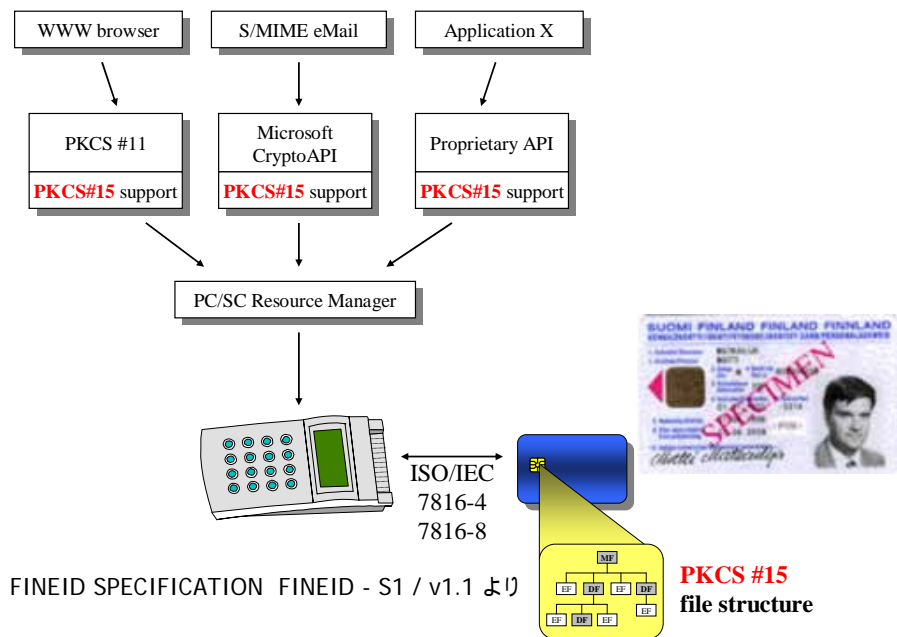 WWW browser
S/MIME eMail
Application X
PKCS #11
PKCS#15 support
Microsoft
CryptoAPI
PKCS#15 support
Proprietary API
PKCS#15 support
PC/SC Resource Manager
SUOMI FINLAND FINLAND FINNLAND
SPECIMEN
ISO/IEC
7816-4
7816-8
MF
EF DF EF DF
EF DF EF EF
PKCS #15
file structure
FINEID SPECIFICATION FINEID - S1 / v1.1 より